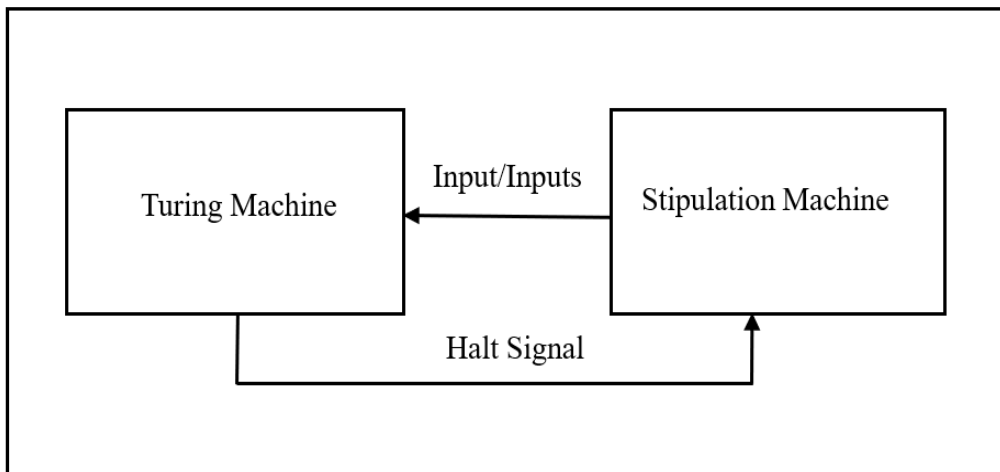 Turing Machine
Input/Inputs
Stipulation Machine
Halt Signal